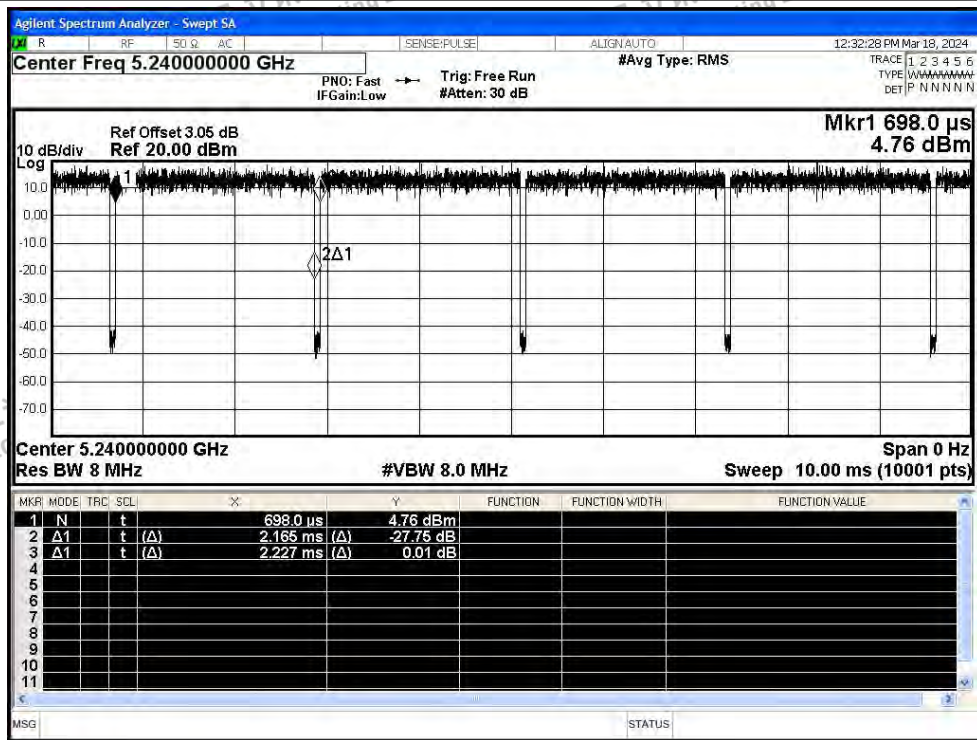 Agilent Spectrum Analyzer - Swept SA
LXI R RF 50 Ω AC SENSE:PULSE ALIGN AUTO 12:32:28 PM Mar 18, 2024
Center Freq 5.240000000 GHz #Avg Type: RMS TRACE 1 2 3 4 5 6
PNO: Fast Trig: Free Run TYPE WWWWWW
IFGain:Low #Atten: 30 dB DET P N N N N N
Mkr1 698.0 µs
4.76 dBm
Ref Offset 3.05 dB
10 dB/div Ref 20.00 dBm
Log
1
10.0
0.00
2Δ1
-10.0
-20.0
-30.0
-40.0
-50.0
-60.0
-70.0
Center 5.240000000 GHz Span 0 Hz
Res BW 8 MHz #VBW 8.0 MHz Sweep 10.00 ms (10001 pts)
MKR MODE TRC SCL X Y FUNCTION FUNCTION WIDTH FUNCTION VALUE
1 N t 698.0 µs 4.76 dBm
2 Δ1 t (Δ) 2.165 ms (Δ) -27.75 dB
3 Δ1 t (Δ) 2.227 ms (Δ) 0.01 dB
4
5
6
7
8
9
10
11
MSG STATUS